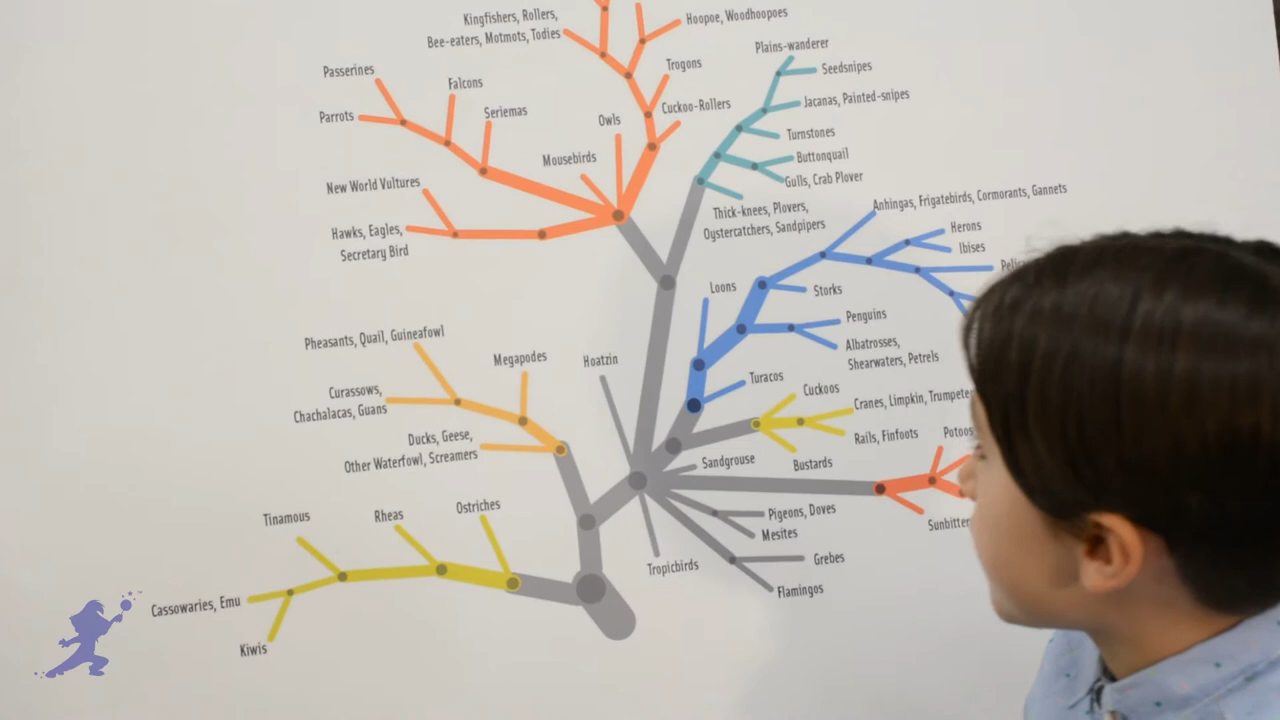 Kingfishers, Rollers,
Bee-eaters, Motmots, Todies
Hoopoe, Woodhoopoes
Passerines
Falcons
Parrots
Seriemas
Trogons
Cuckoo-Rollers
Owls
Mousebirds
New World Vultures
Hawks, Eagles,
Secretary Bird
Plains-wanderer
Seedsnipes
Jacanas, Painted-snipes
Turnstones
Buttonquail
Gulls, Crab Plover
Thick-knees, Plovers,
Oystercatchers, Sandpipers
Anhingas, Frigatebirds, Cormorants, Gannets
Herons
Ibises
Loons
Storks
Penguins
Albatrosses,
Shearwaters, Petrels
Turacos
Cuckoos
Cranes, Limpkin,
Rails, Finfoots
Bustards
Potoos
Pheasants, Quail, Guineafowl
Megapodes
Hoatzin
Curassows,
Chachalacas, Guans
Ducks, Geese,
Other Waterfowl, Screamers
Sandgrouse
Pigeons, Doves
Mesites
Grebes
Flamingos
Tropicbirds
Tinamous
Rheas
Ostriches
Cassowaries, Emu
Kiwis